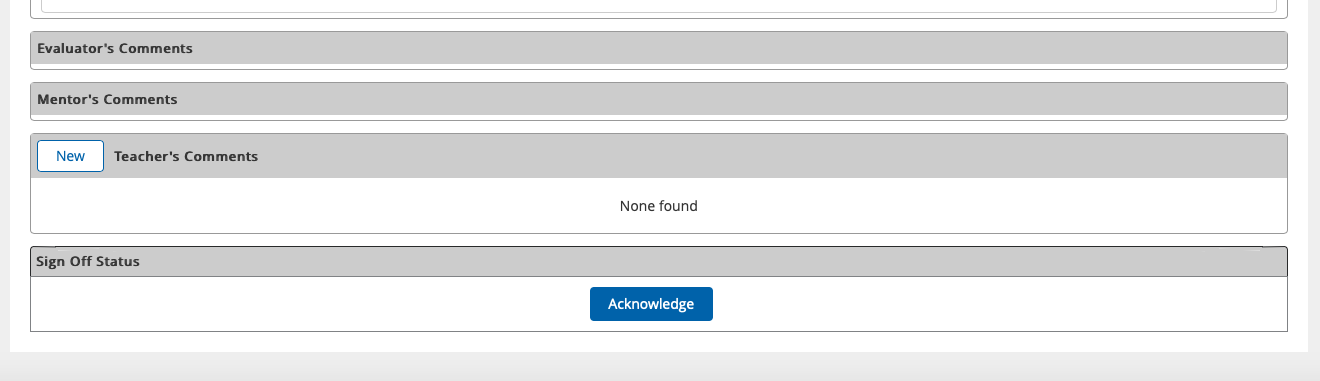 Evaluator's Comments
Mentor's Comments
New Teacher's Comments
None found
Sign Off Status
Acknowledge